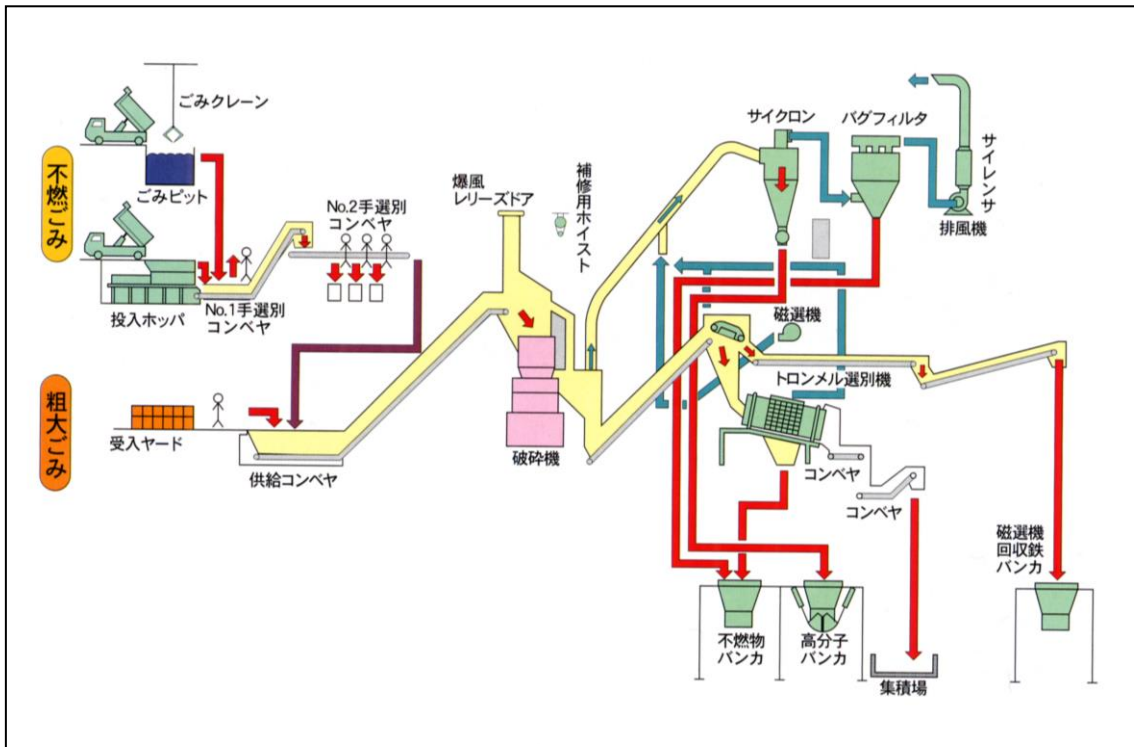 不燃ごみ
ごみクレーン
ごみピット
投入ホッパ
No.1手選別
コンベヤ
No.2手選別
コンベヤ
粗大ごみ
受入ヤード
供給コンベヤ
爆風
レリーズドア
補修用ホイスト
破砕機
サイクロン
バグフィルタ
サイレンサ
排風機
磁選機
トロンメル選別機
コンベヤ
コンベヤ
不燃物
バンカ
高分子
バンカ
集積場
磁選機
回収鉄
バンカ